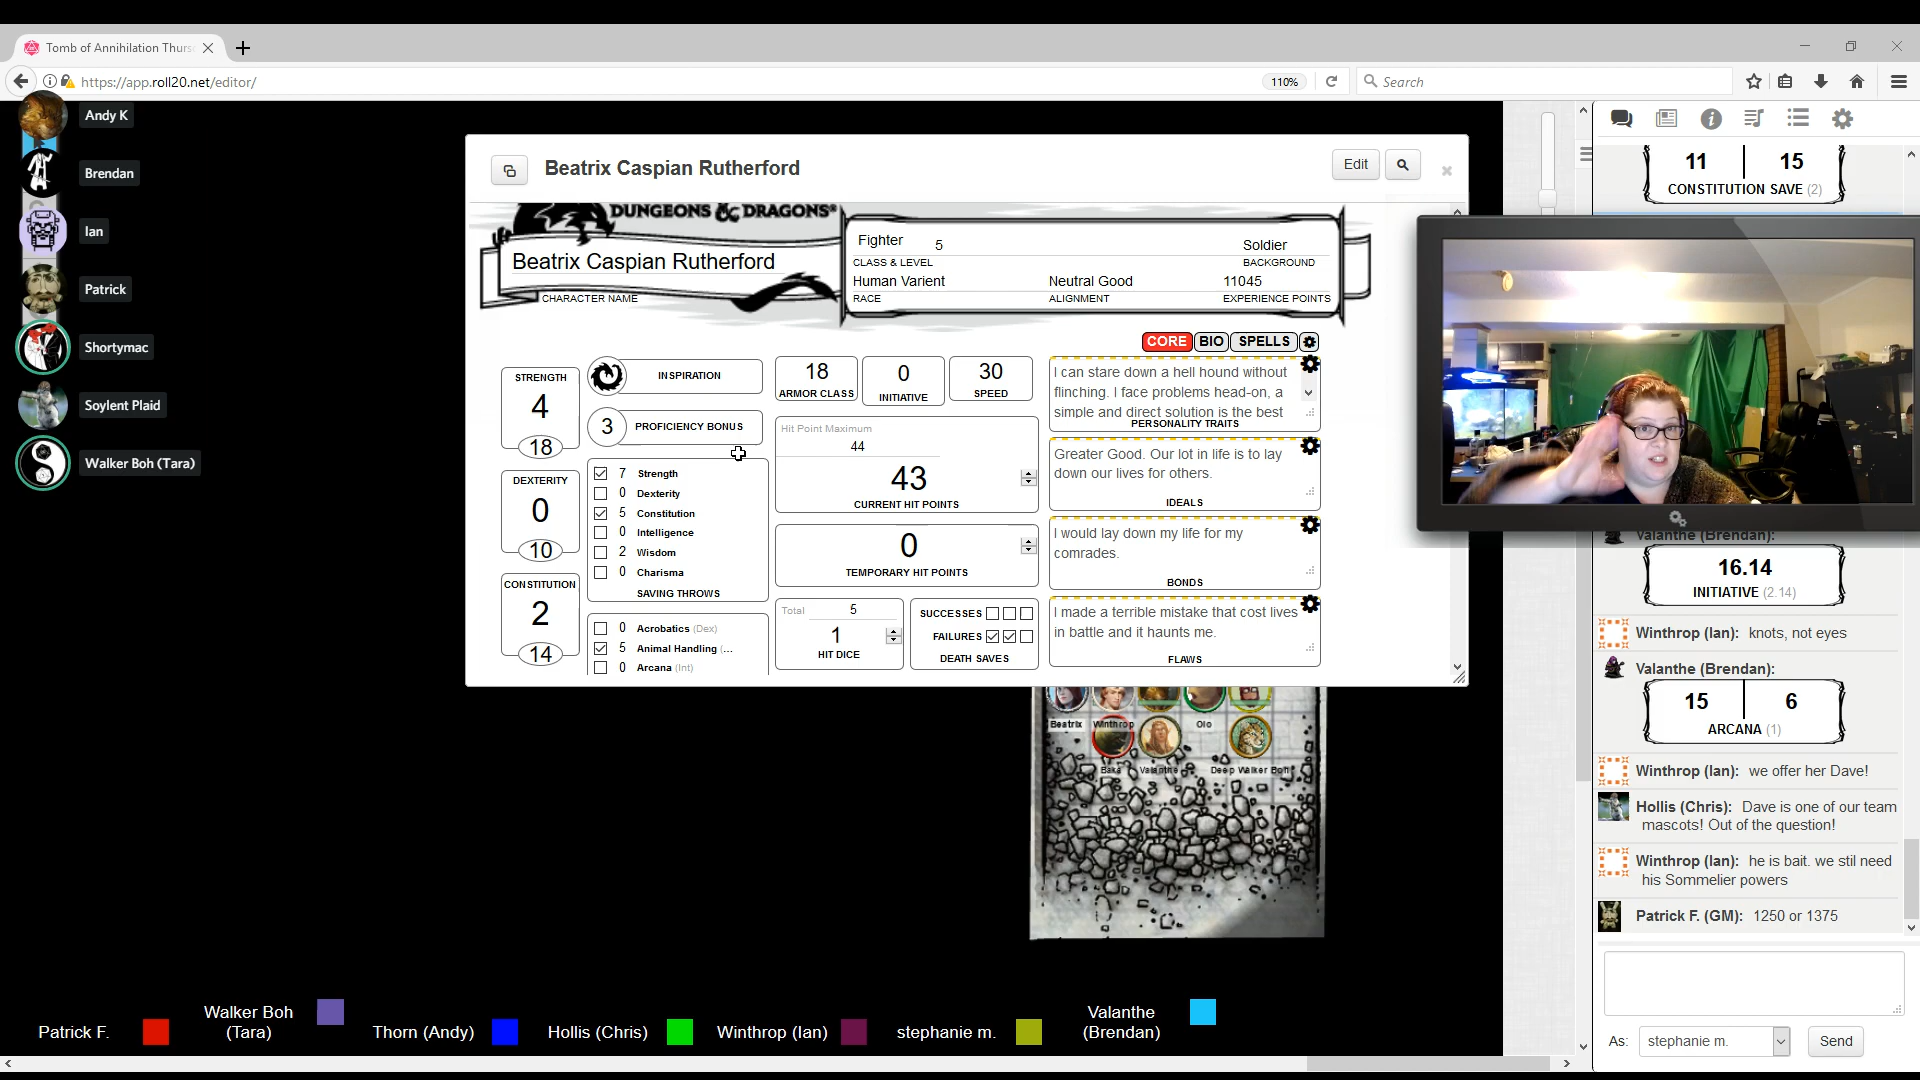 Tomb of Annihilation Thurs
https://app.roll20.net/editor/
110%
Search
Andy K
Brendan
Ian
Patrick
Shortymac
Soylent Plaid
Walker Boh (Tara)
Beatrix Caspian Rutherford
Edit
DUNGEONS & DRAGONS®
Beatrix Caspian Rutherford
CHARACTER NAME
Fighter 5 Soldier
CLASS & LEVEL BACKGROUND
Human Varient Neutral Good 11045
RACE ALIGNMENT EXPERIENCE POINTS
CORE BIO SPELLS
STRENGTH
4
18
DEXTERITY
0
10
CONSTITUTION
2
14
INSPIRATION
3 PROFICIENCY BONUS
7 Strength
0 Dexterity
5 Constitution
0 Intelligence
2 Wisdom
0 Charisma
SAVING THROWS
0 Acrobatics (Dex)
5 Animal Handling (...
0 Arcana (Int)
18
ARMOR CLASS
0
INITIATIVE
30
SPEED
Hit Point Maximum
44
43
CURRENT HIT POINTS
0
TEMPORARY HIT POINTS
Total 5
1
HIT DICE
SUCCESSES
FAILURES
DEATH SAVES
I can stare down a hell hound without
flinching. I face problems head-on, a
simple and direct solution is the best
PERSONALITY TRAITS
Greater Good. Our lot in life is to lay
down our lives for others.
IDEALS
I would lay down my life for my
comrades.
BONDS
I made a terrible mistake that cost lives
in battle and it haunts me.
FLAWS
Beatrix Winthrop Olo
Valanthe Deep Walker Boh
11 15
CONSTITUTION SAVE (2)
Valanthe (Brendan):
16.14
INITIATIVE (2.14)
Winthrop (Ian): knots, not eyes
Valanthe (Brendan):
15 6
ARCANA (1)
Winthrop (Ian): we offer her Dave!
Hollis (Chris): Dave is one of our team
mascots! Out of the question!
Winthrop (Ian): he is bait. we stil need
his Sommelier powers
Patrick F. (GM): 1250 or 1375
As: stephanie m. Send
Patrick F.
Walker Boh
(Tara)
Thorn (Andy)
Hollis (Chris)
Winthrop (Ian)
stephanie m.
Valanthe
(Brendan)